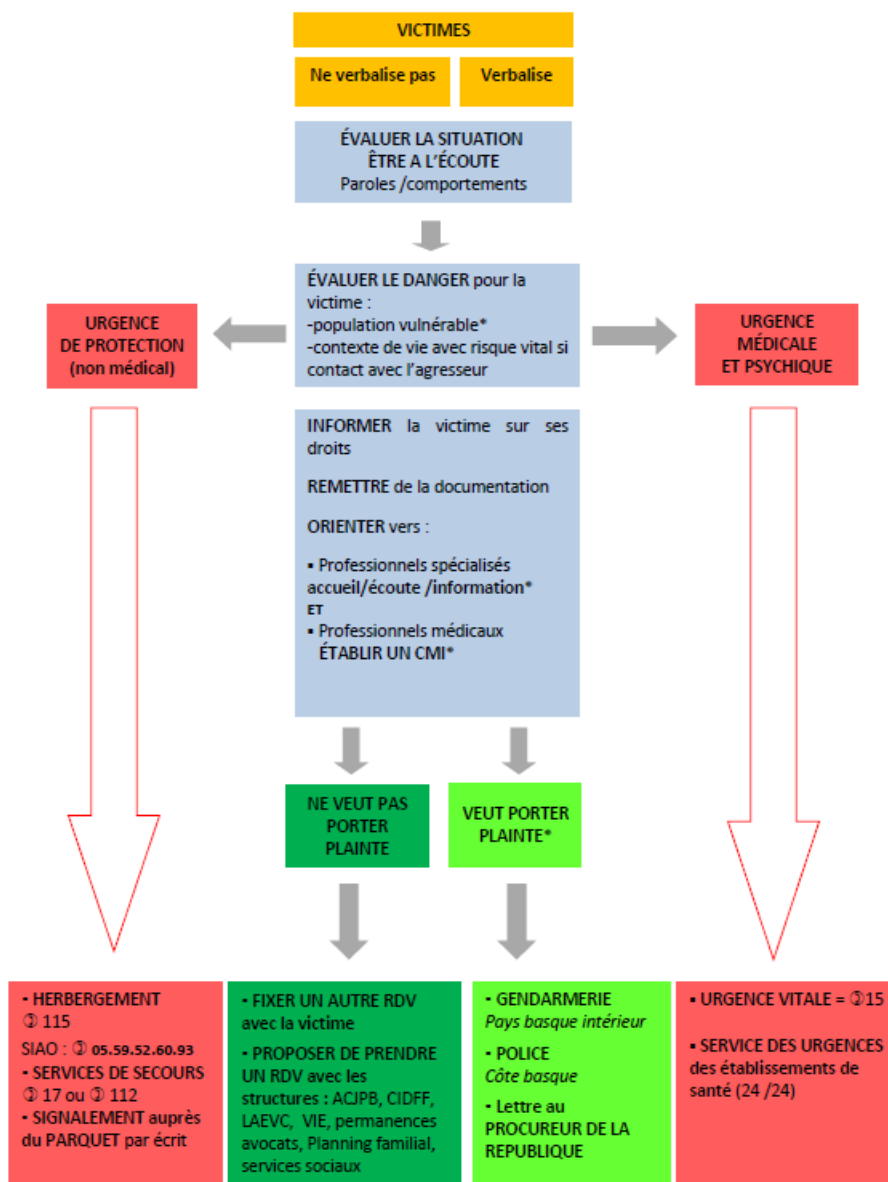 VICTIMES
Ne verbalise pas
Verbalise
ÉVALUER LA SITUATION
ÊTRE A L'ÉCOUTE
Paroles /comportements
ÉVALUER LE DANGER pour la
victime :
-population vulnérable*
-contexte de vie avec risque vital si
contact avec l'agresseur
URGENCE
DE PROTECTION
(non médical)
URGENCE
MÉDICALE
ET PSYCHIQUE
INFORMER la victime sur ses
droits
REMETTRE de la documentation
ORIENTER vers :
▪ Professionnels spécialisés
accueil/écoute /information*
ET
▪ Professionnels médicaux
ÉTABLIR UN CMI*
NE VEUT PAS
PORTER
PLAINTE
VEUT PORTER
PLAINTE*
▪ HERBERGEMENT
✆ 115
SIAO : ✆ 05.59.52.60.93
▪ SERVICES DE SECOURS
✆ 17 ou ✆ 112
▪ SIGNALEMENT auprès
du PARQUET par écrit
▪ FIXER UN AUTRE RDV
avec la victime
▪ PROPOSER DE PRENDRE
UN RDV avec les
structures : ACJPB, CIDFF,
LAEVC, VIE, permanences
avocats, Planning familial,
services sociaux
▪ GENDARMERIE
Pays basque intérieur
▪ POLICE
Côte basque
▪ Lettre au
PROCUREUR DE LA
REPUBLIQUE
▪ URGENCE VITALE = ✆15
▪ SERVICE DES URGENCES
des établissements de
santé (24 /24)